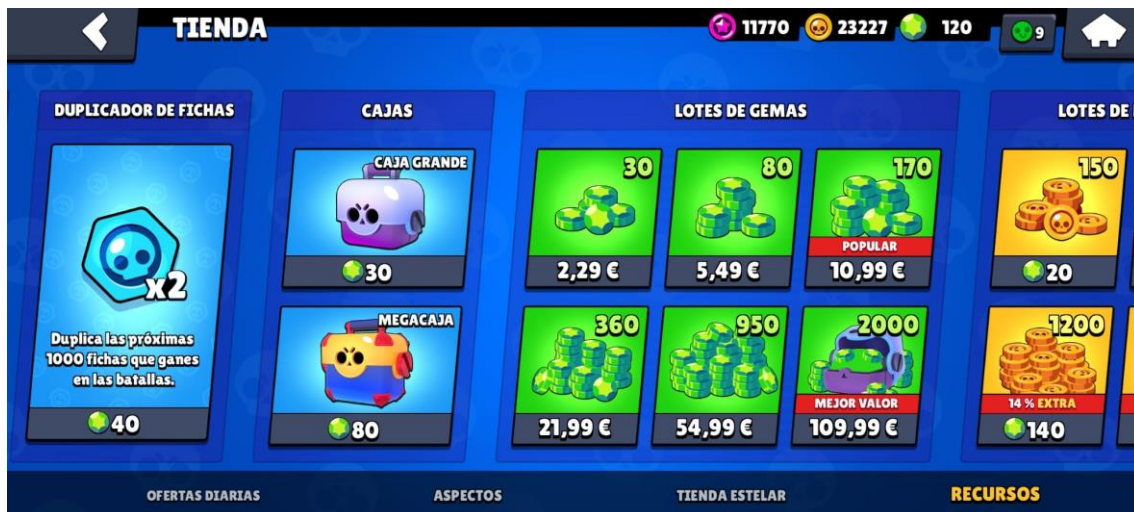 TIENDA
11770
23227
120
9
DUPLICADOR DE FICHAS
x2
Duplica las próximas
1000 fichas que ganes
en las batallas.
40
CAJAS
CAJA GRANDE
30
MEGACAJA
80
LOTES DE GEMAS
30
2,29 €
80
5,49 €
170
POPULAR
10,99 €
360
21,99 €
950
54,99 €
2000
MEJOR VALOR
109,99 €
LOTES DE
150
20
1200
14 % EXTRA
140
OFERTAS DIARIAS
ASPECTOS
TIENDA ESTELAR
RECURSOS